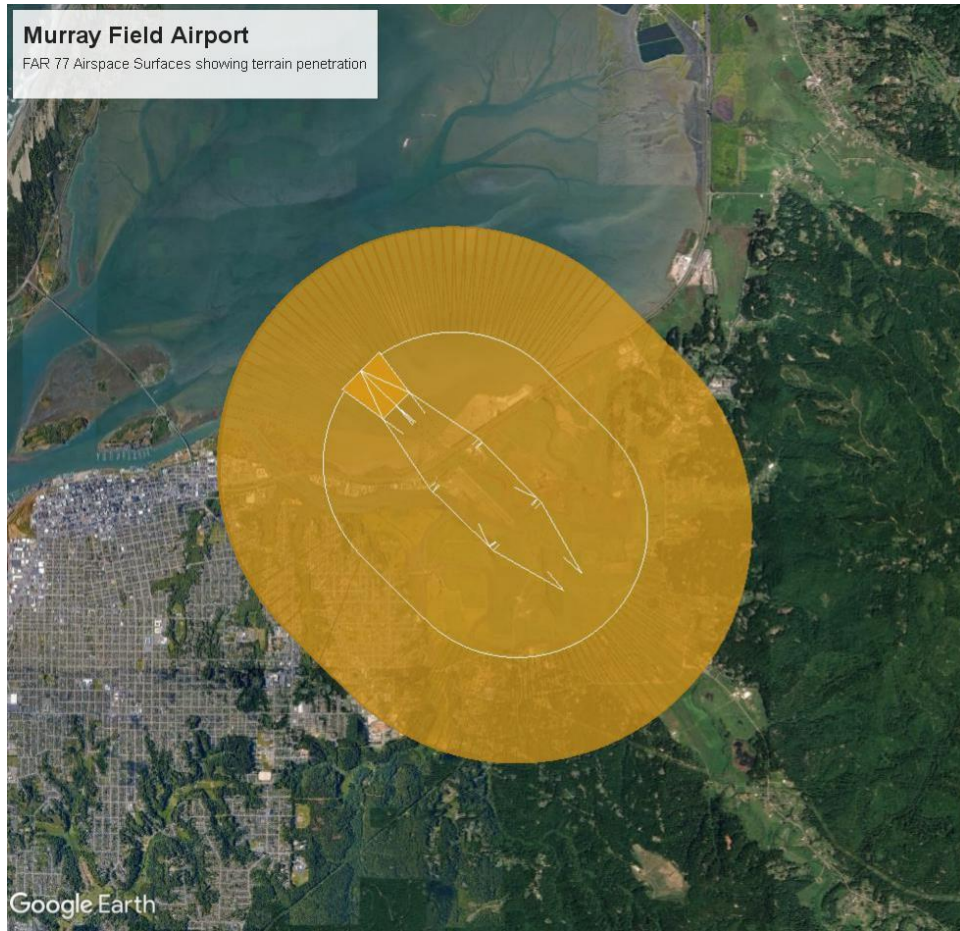 Murray Field Airport
FAR 77 Airspace Surfaces showing terrain penetration
Google Earth